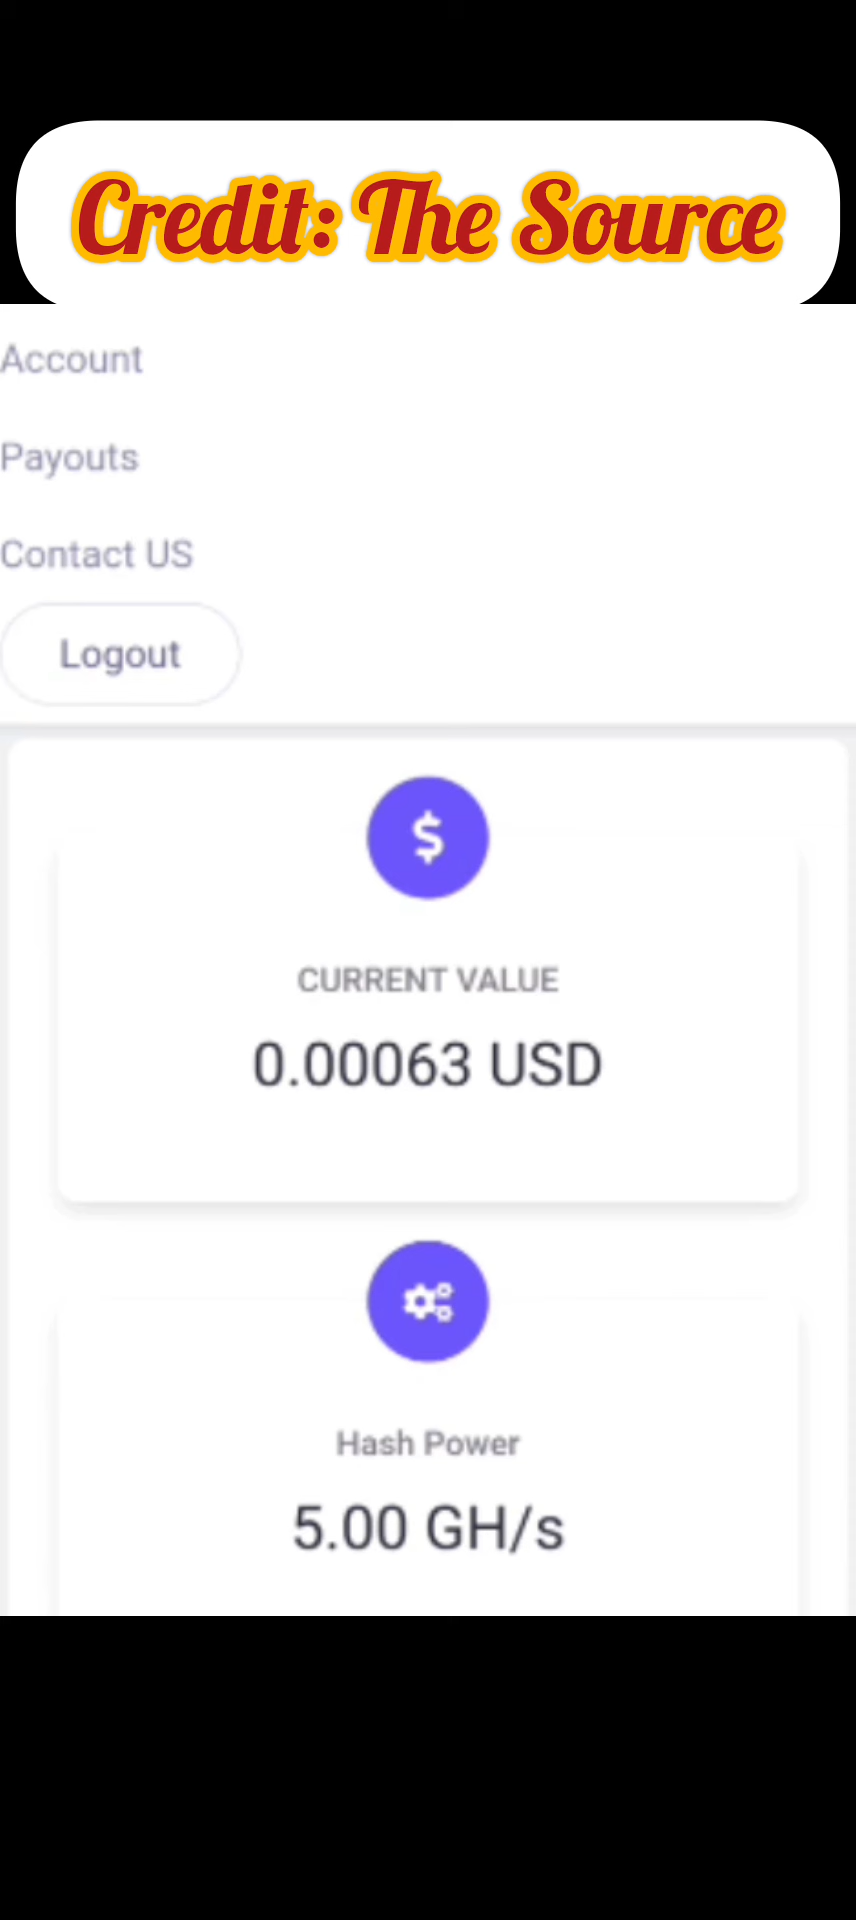 Credit: The Source
Account
Payouts
Contact US
Logout
$
CURRENT VALUE
0.00063 USD
Hash Power
5.00 GH/s